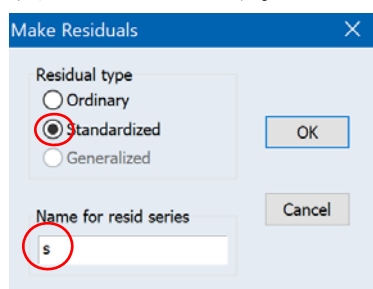 Make Residuals
Residual type
Ordinary
Standardized
OK
Generalized
Name for resid series
Cancel
s